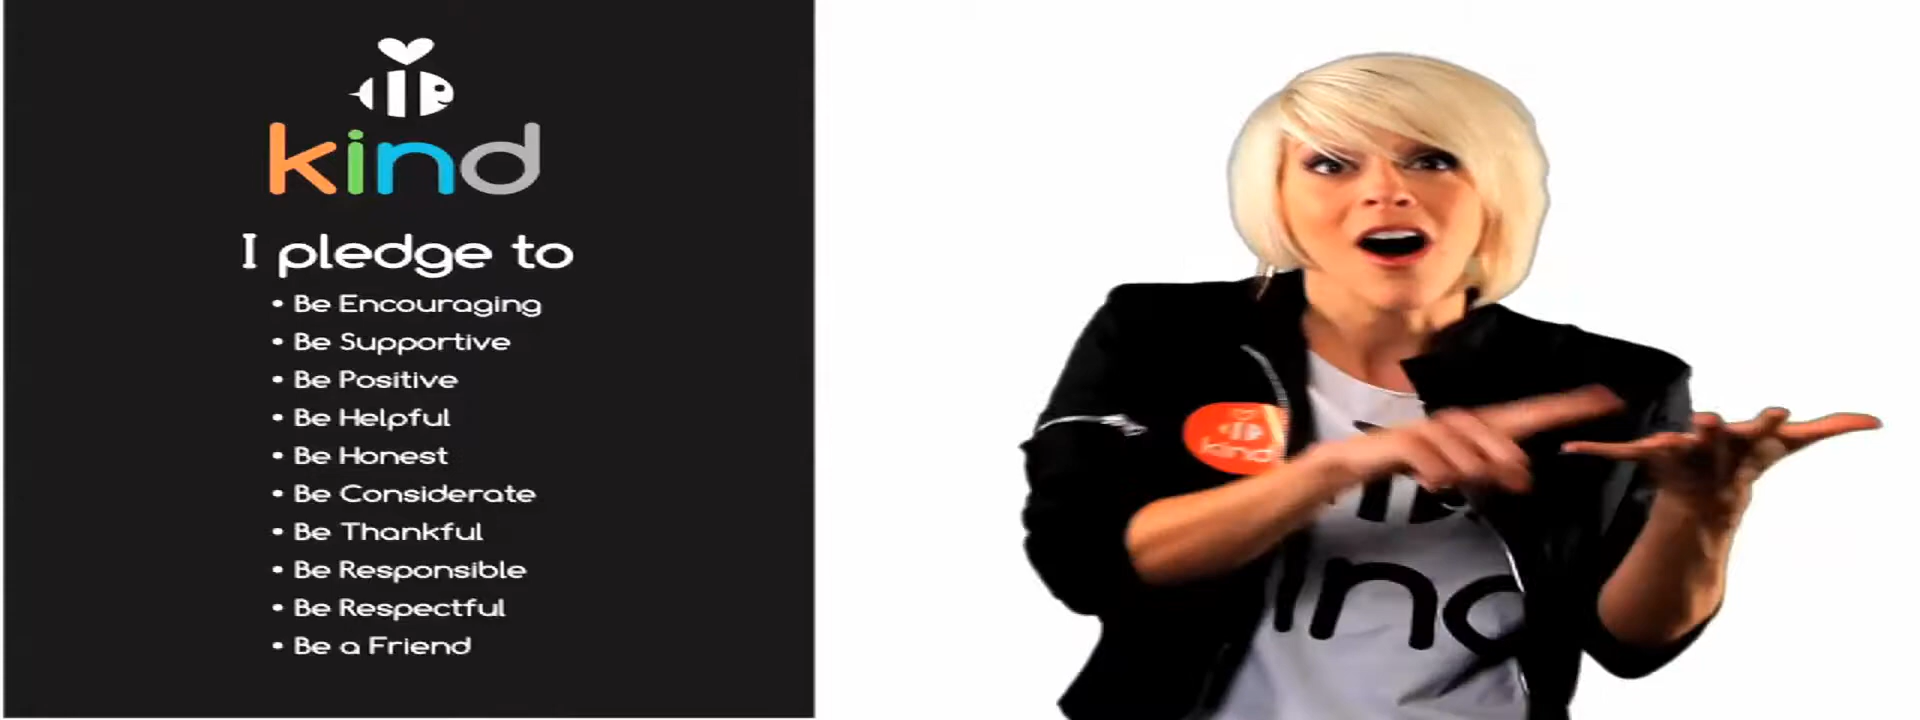 kind
I pledge to
• Be Encouraging
• Be Supportive
• Be Positive
• Be Helpful
• Be Honest
• Be Considerate
• Be Thankful
• Be Responsible
• Be Respectful
• Be a Friend
kind
ind